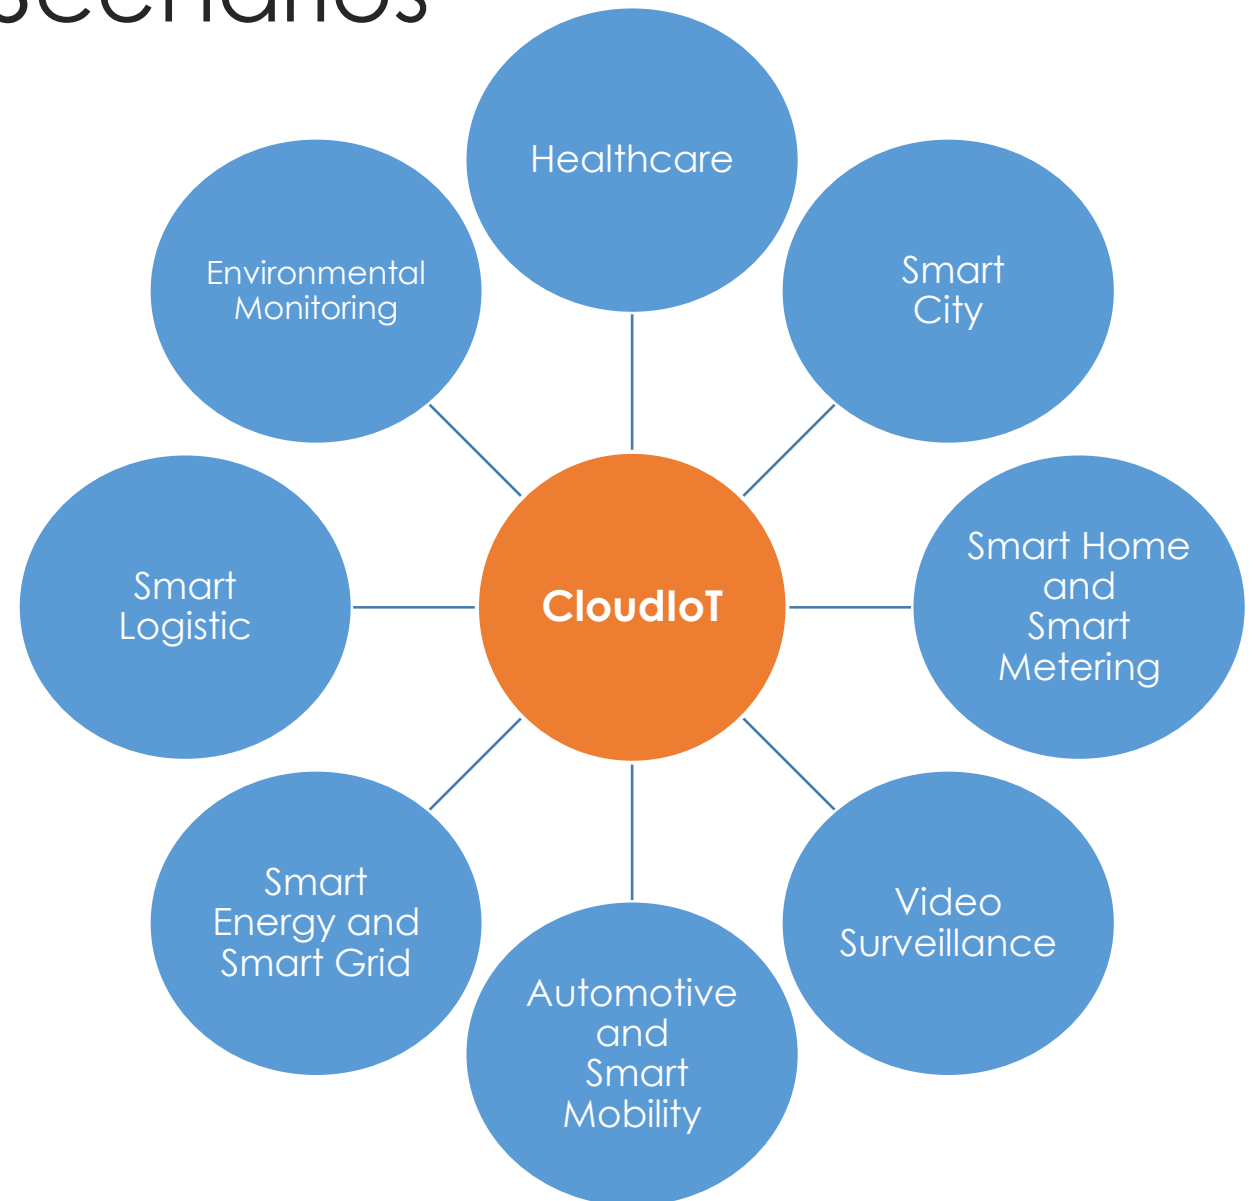 Scenarios
Healthcare
Smart
City
Smart Home
and
Smart
Metering
Video
Surveillance
Automotive
and
Smart
Mobility
Smart
Energy and
Smart Grid
Smart
Logistic
Environmental
Monitoring
CloudIoT